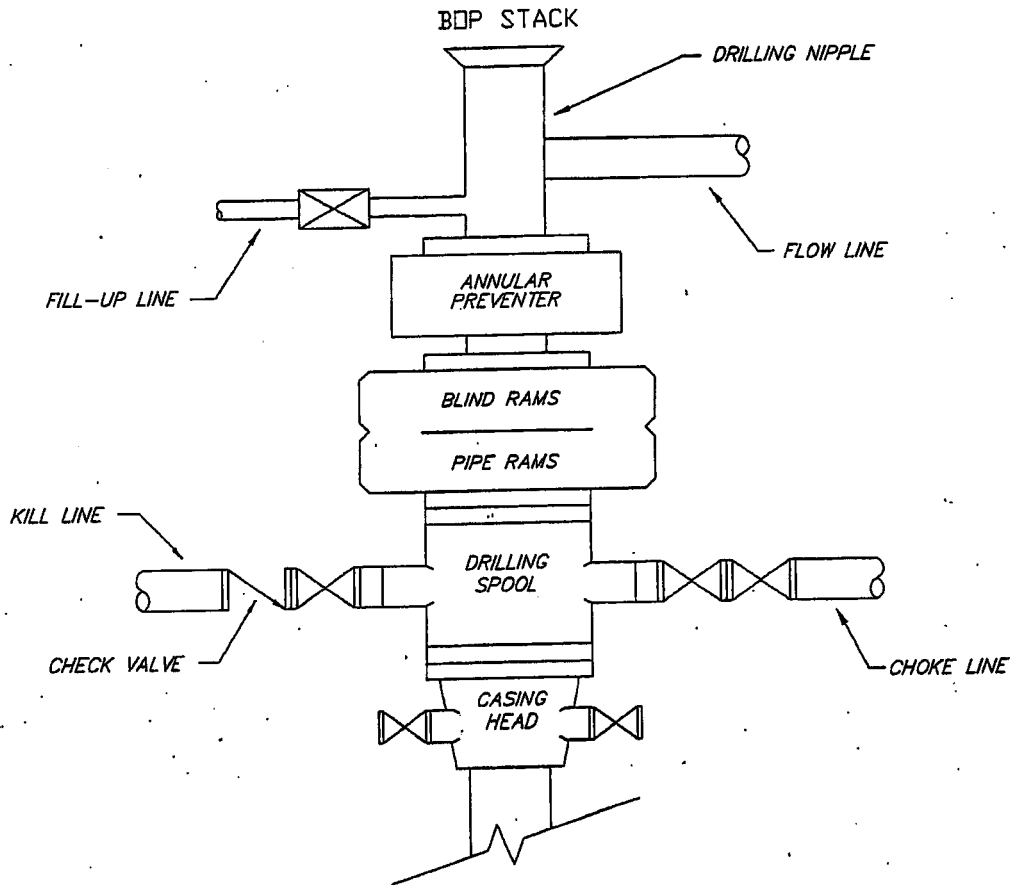 BOP STACK
DRILLING NIPPLE
FLOW LINE
FILL-UP LINE
ANNULAR
PREVENTER
BLIND RAMS
PIPE RAMS
KILL LINE
DRILLING
SPOOL
CHECK VALVE
CHOKE LINE
CASING
HEAD